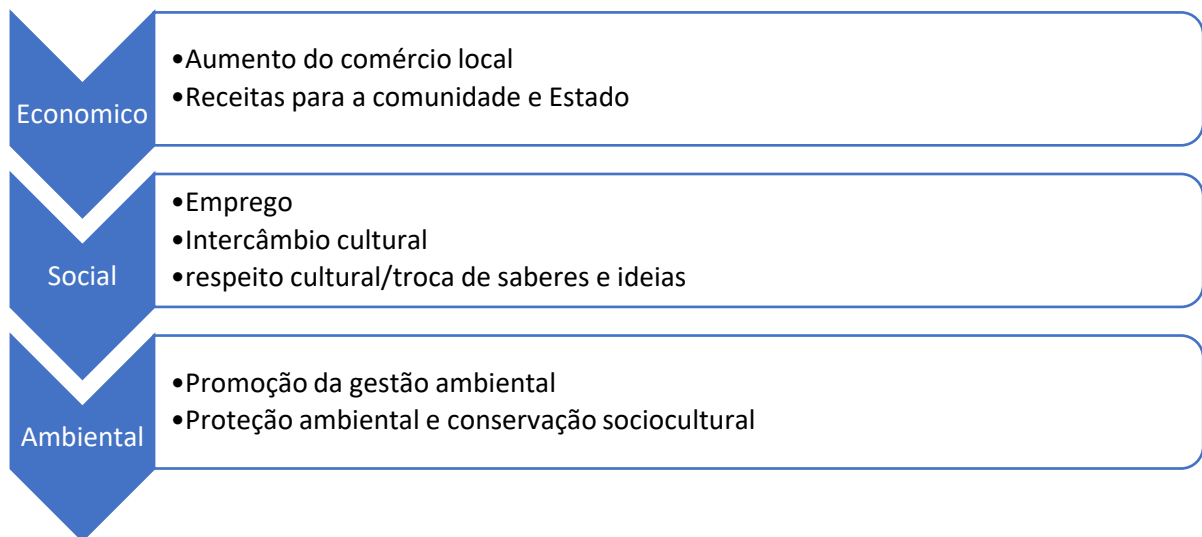 Economico
•Aumento do comércio local
•Receitas para a comunidade e Estado
Social
•Emprego
•Intercâmbio cultural
•respeito cultural/troca de saberes e ideias
Ambiental
•Promoção da gestão ambiental
•Proteção ambiental e conservação sociocultural